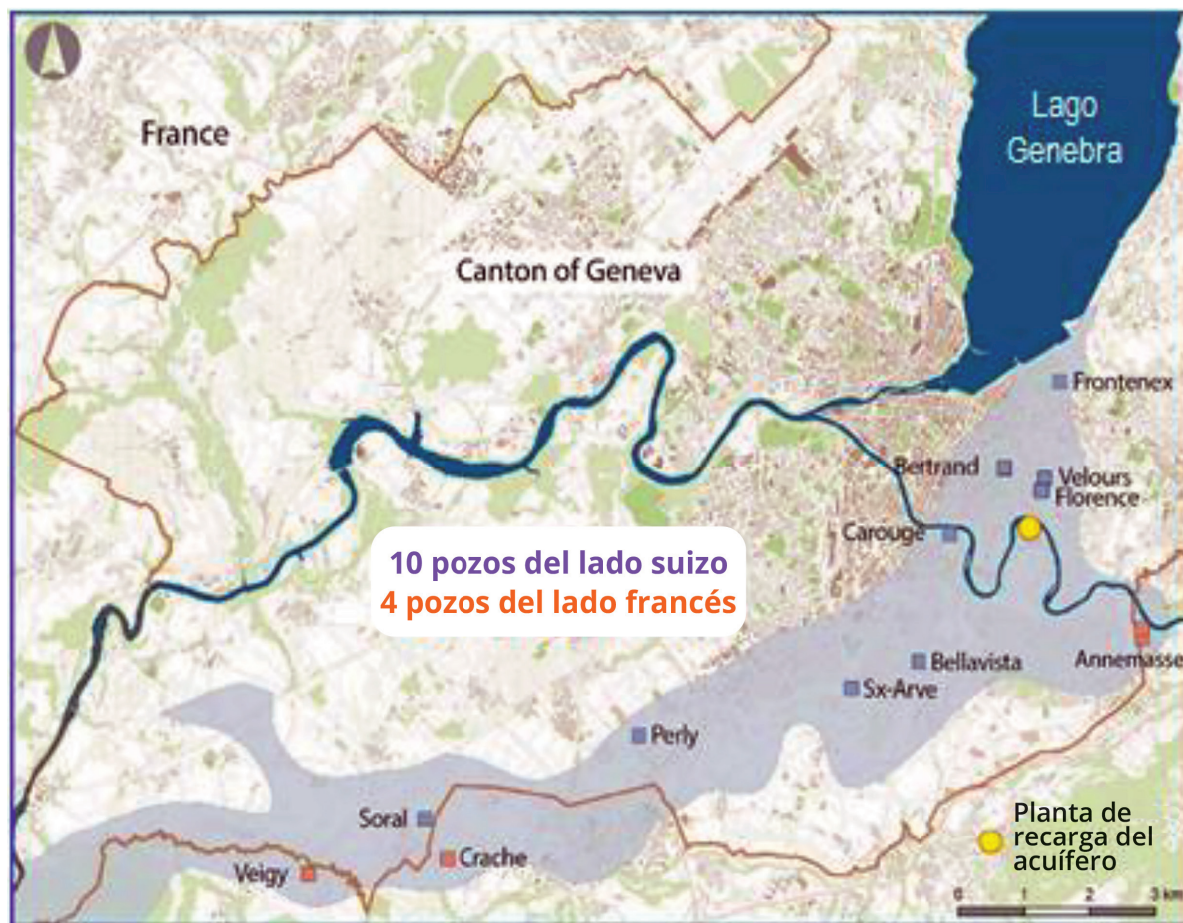 France
Lago
Genebra
Canton of Geneva
Frontenex
Bertrand
Velours
Florence
Carouge
10 pozos del lado suizo
4 pozos del lado francés
Bellavista
Annemasse
Sx-Arve
Perly
Soral
Crache
Veigy
Planta de
recarga del
acuífero
0 1 2 3 km